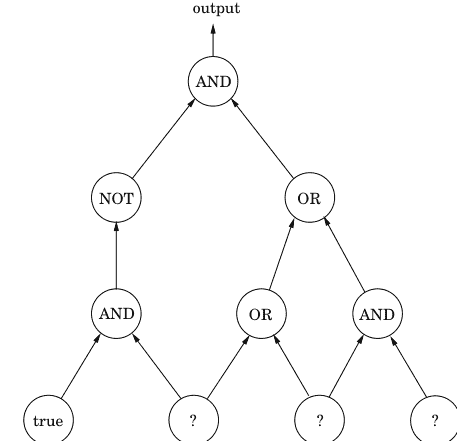 output
AND
NOT OR
AND OR AND
true ? ? ?